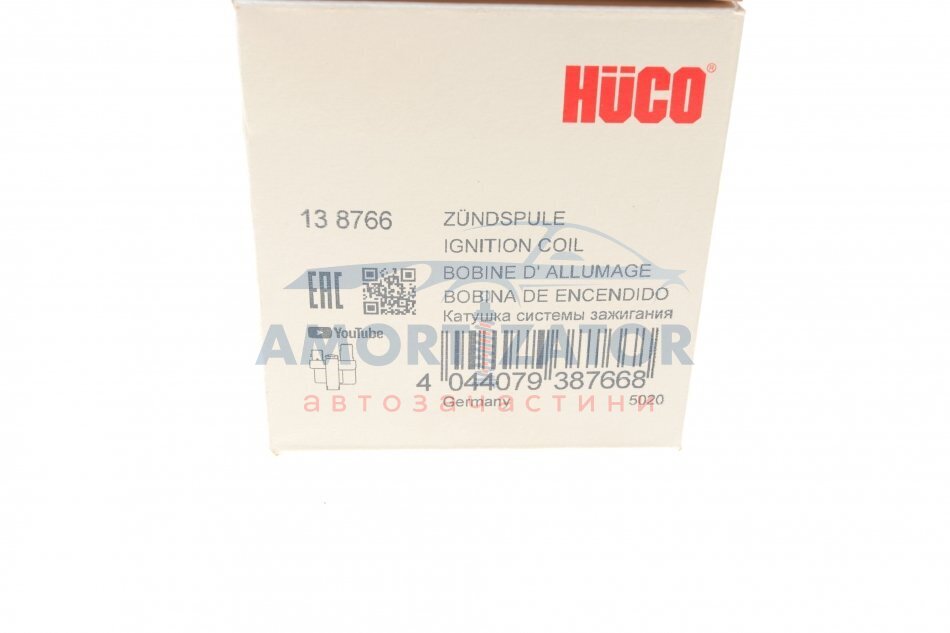 HÜCO®
13 8766
ZÜNDSPULE
IGNITION COIL
BOBINE D' ALLUMAGE
BOBINA DE ENCENDIDO
Катушка системы зажигания
EAC
YouTube
AMORTIZATOR
4 044079 387668
автозачастини
Germany
5020